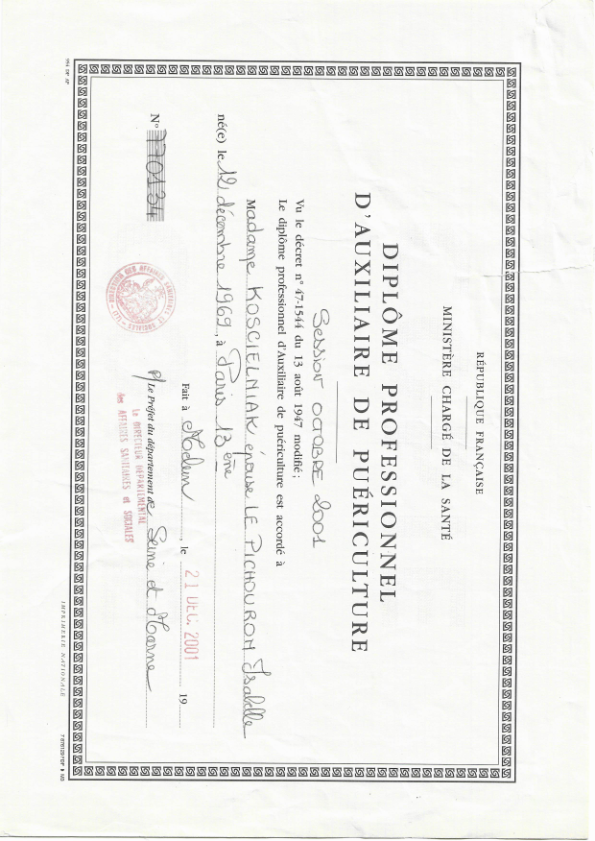 RÉPUBLIQUE FRANÇAISE
MINISTÈRE CHARGÉ DE LA SANTÉ
DIPLÔME PROFESSIONNEL
D'AUXILIAIRE DE PUÉRICULTURE
Session OCTOBRE 2001
Vu le décret n° 47-1544 du 13 août 1947 modifié ;
Le diplôme professionnel d'Auxiliaire de puériculture est accordé à
Madame KOSCIELNIAK épouse LE PICHOURON Isabelle
né(e) le 12 décembre 1969, à Paris 13ème
Fait à Melun, le 21 DEC. 2001 19
N° 770134
P/ Le Préfet du département de Seine et Marne
Le DIRECTEUR DÉPARTEMENTAL
des AFFAIRES SANITAIRES et SOCIALES
IMPRIMERIE NATIONALE